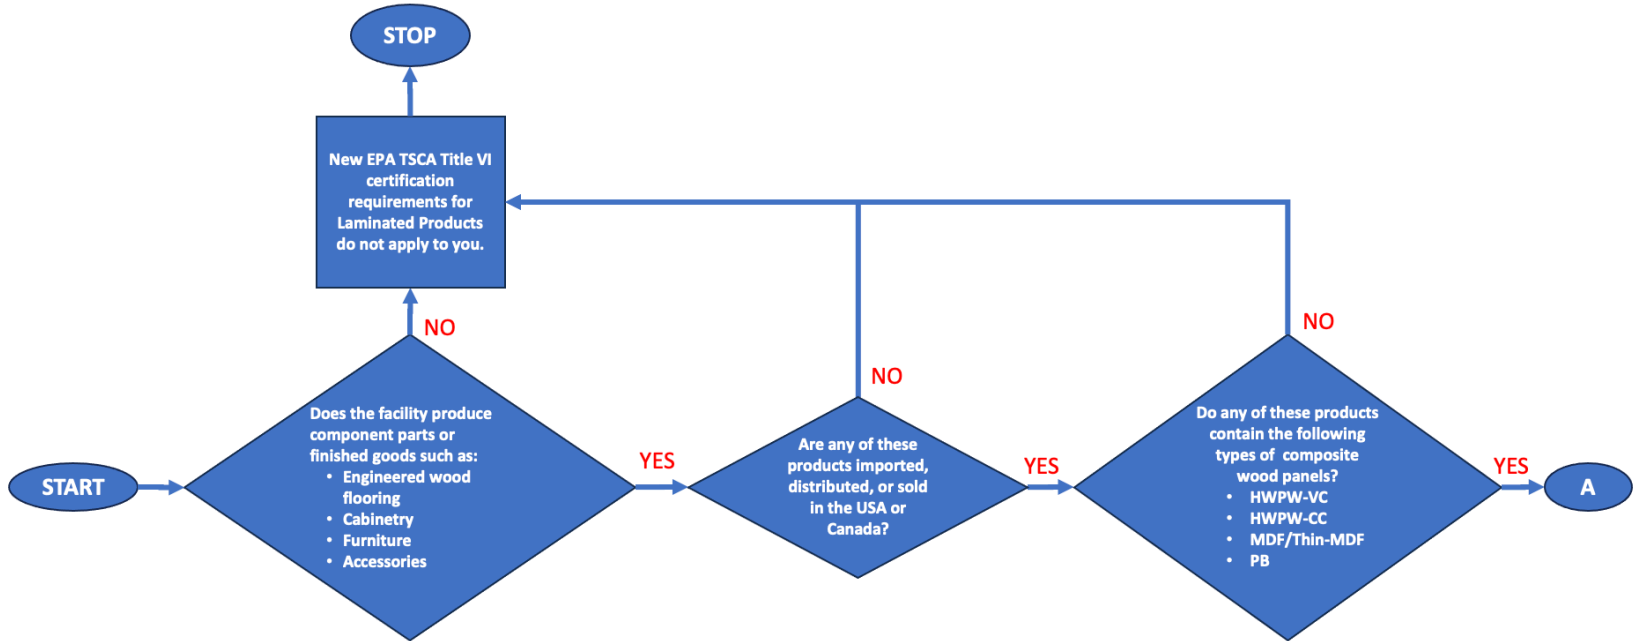 STOP
New EPA TSCA Title VI
certification
requirements for
Laminated Products
do not apply to you.
NO
NO
NO
START
Does the facility produce
component parts or
finished goods such as:
• Engineered wood
flooring
• Cabinetry
• Furniture
• Accessories
YES
Are any of these
products imported,
distributed, or sold
in the USA or
Canada?
YES
Do any of these products
contain the following
types of composite
wood panels?
• HWPW-VC
• HWPW-CC
• MDF/Thin-MDF
• PB
YES
A